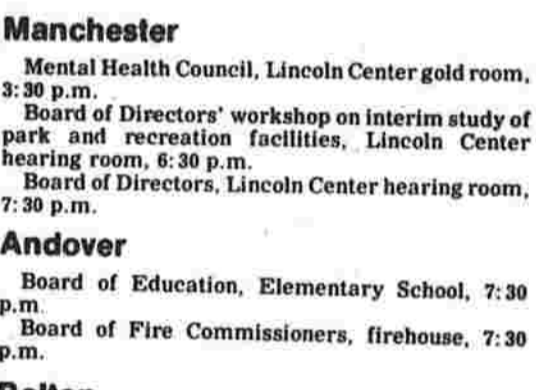 Manchester
Mental Health Council, Lincoln Center gold room,
3:30 p.m.
Board of Directors' workshop on interim study of
park and recreation facilities, Lincoln Center
hearing room, 6:30 p.m.
Board of Directors, Lincoln Center hearing room,
7:30 p.m.
Andover
Board of Education, Elementary School, 7:30
p.m.
Board of Fire Commissioners, firehouse, 7:30
p.m.